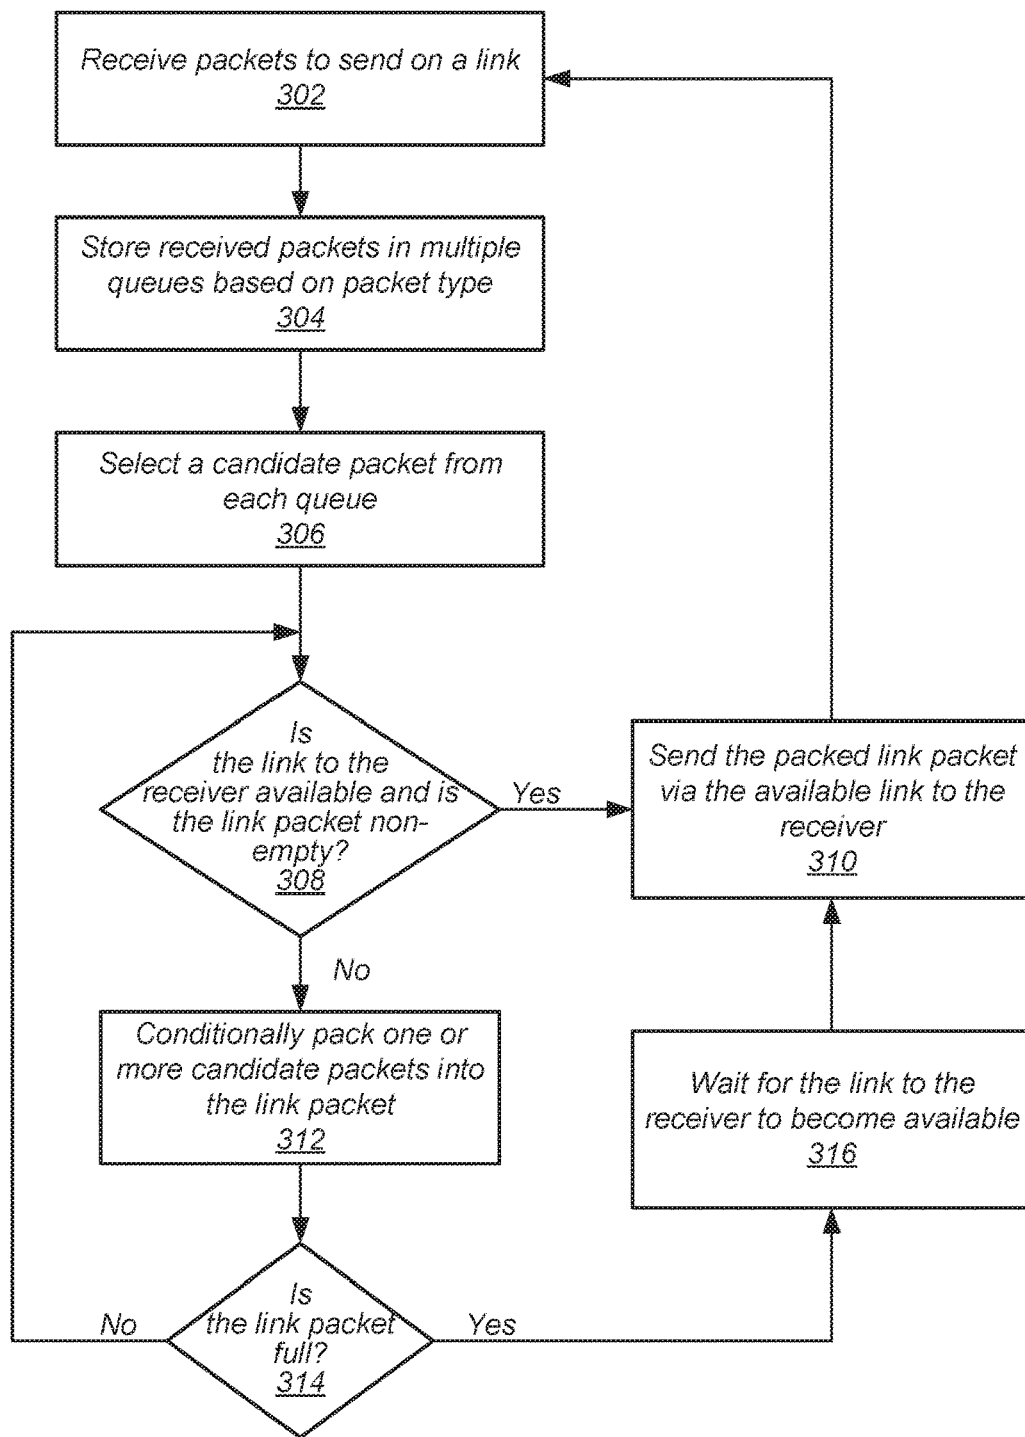 Receive packets to send on a link
302
Store received packets in multiple
queues based on packet type
304
Select a candidate packet from
each queue
306
Is
the link to the
receiver available and is
the link packet non-
empty?
308
Yes
Send the packed link packet
via the available link to the
receiver
310
No
Conditionally pack one or
more candidate packets into
the link packet
312
Wait for the link to the
receiver to become available
316
Is
the link packet
full?
314
No
Yes